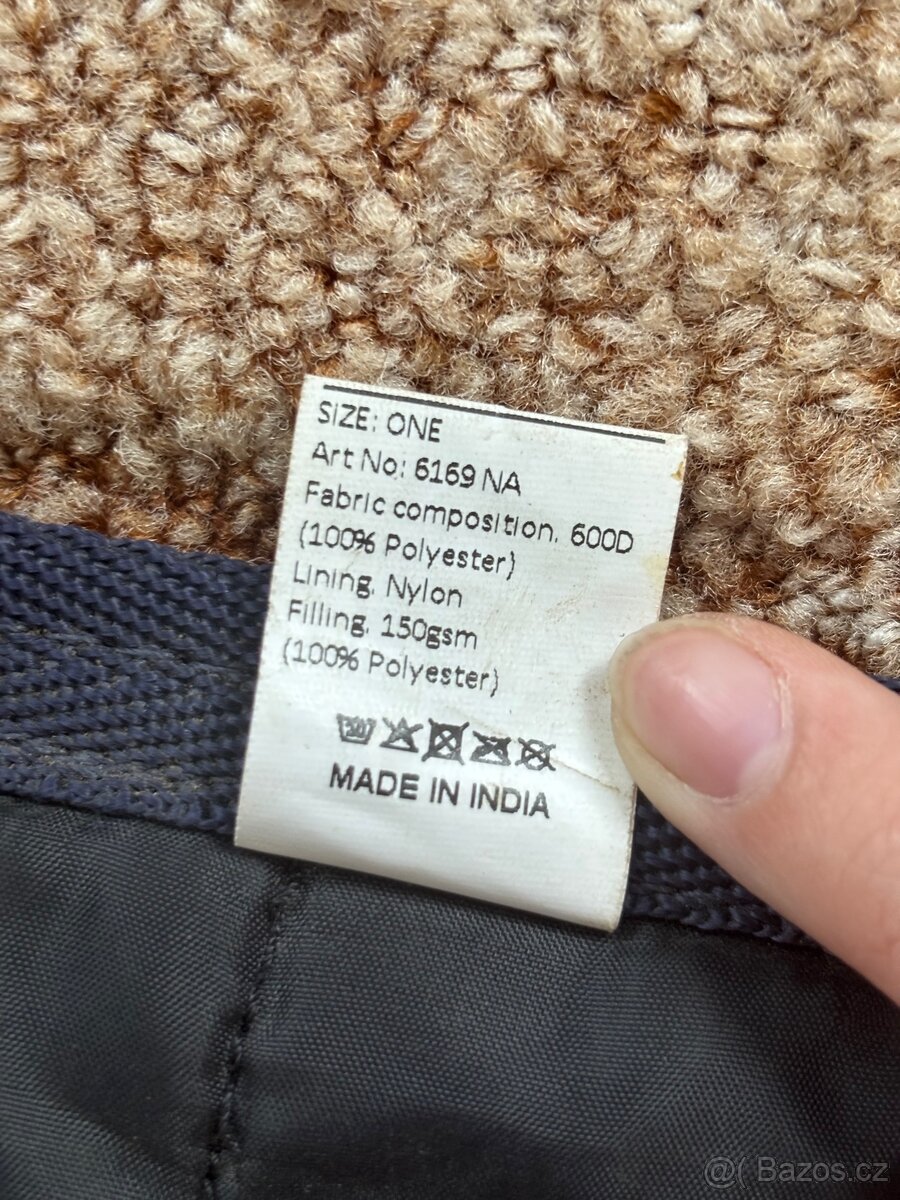 SIZE: ONE
Art No: 6169 NA
Fabric composition. 600D
(100% Polyester)
Lining. Nylon
Filling. 150gsm
(100% Polyester)
30
MADE IN INDIA
@( Bazos.cz